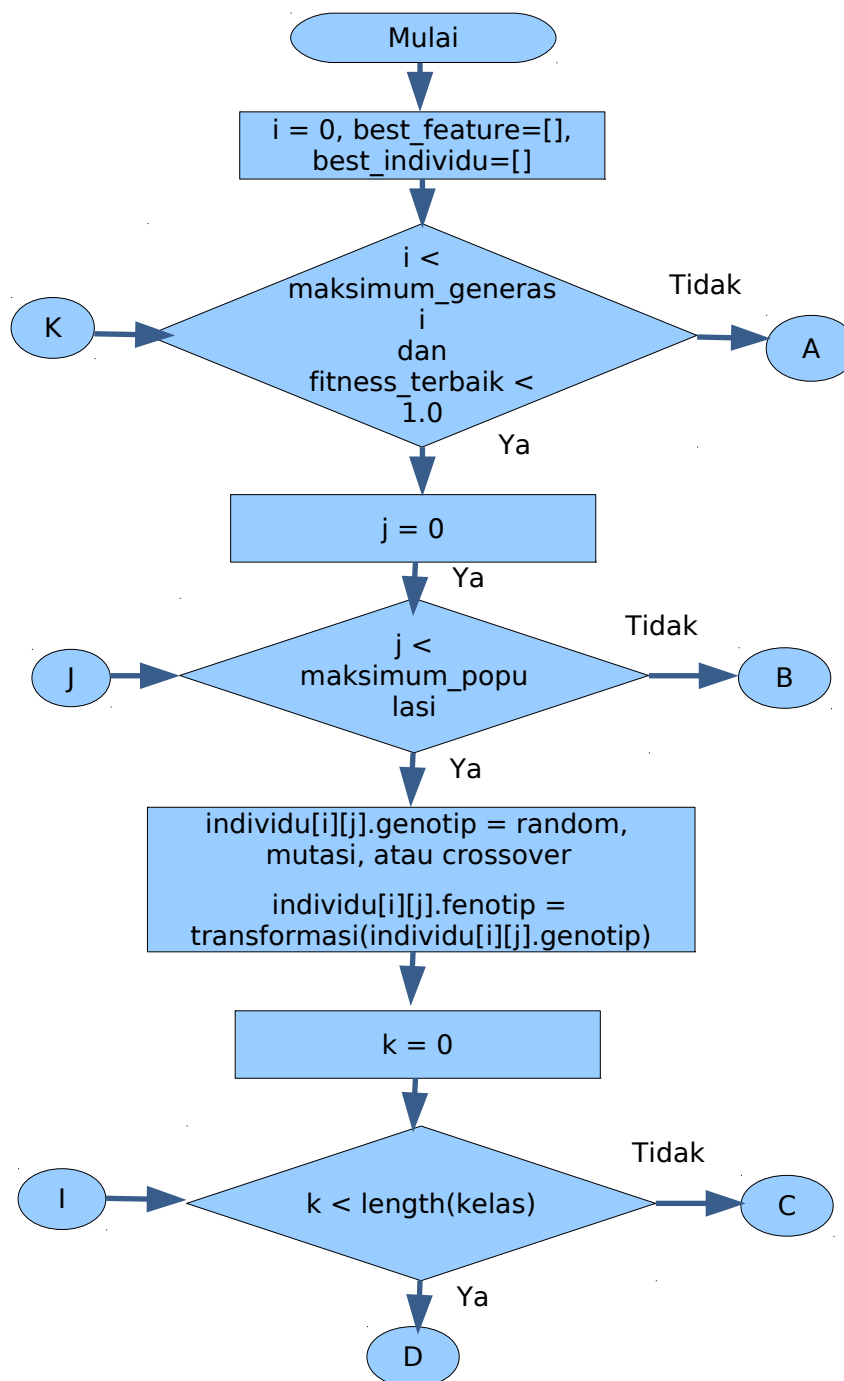 Mulai
i = 0, best_feature=[],
best_individu=[]
i <
maksimum_generas
i
dan
fitness_terbaik <
1.0
Tidak
K
A
Ya
j = 0
Ya
j <
maksimum_popu
lasi
Tidak
J
B
Ya
individu[i][j].genotip = random,
mutasi, atau crossover
individu[i][j].fenotip =
transformasi(individu[i][j].genotip)
k = 0
k < length(kelas)
Tidak
I
C
Ya
D